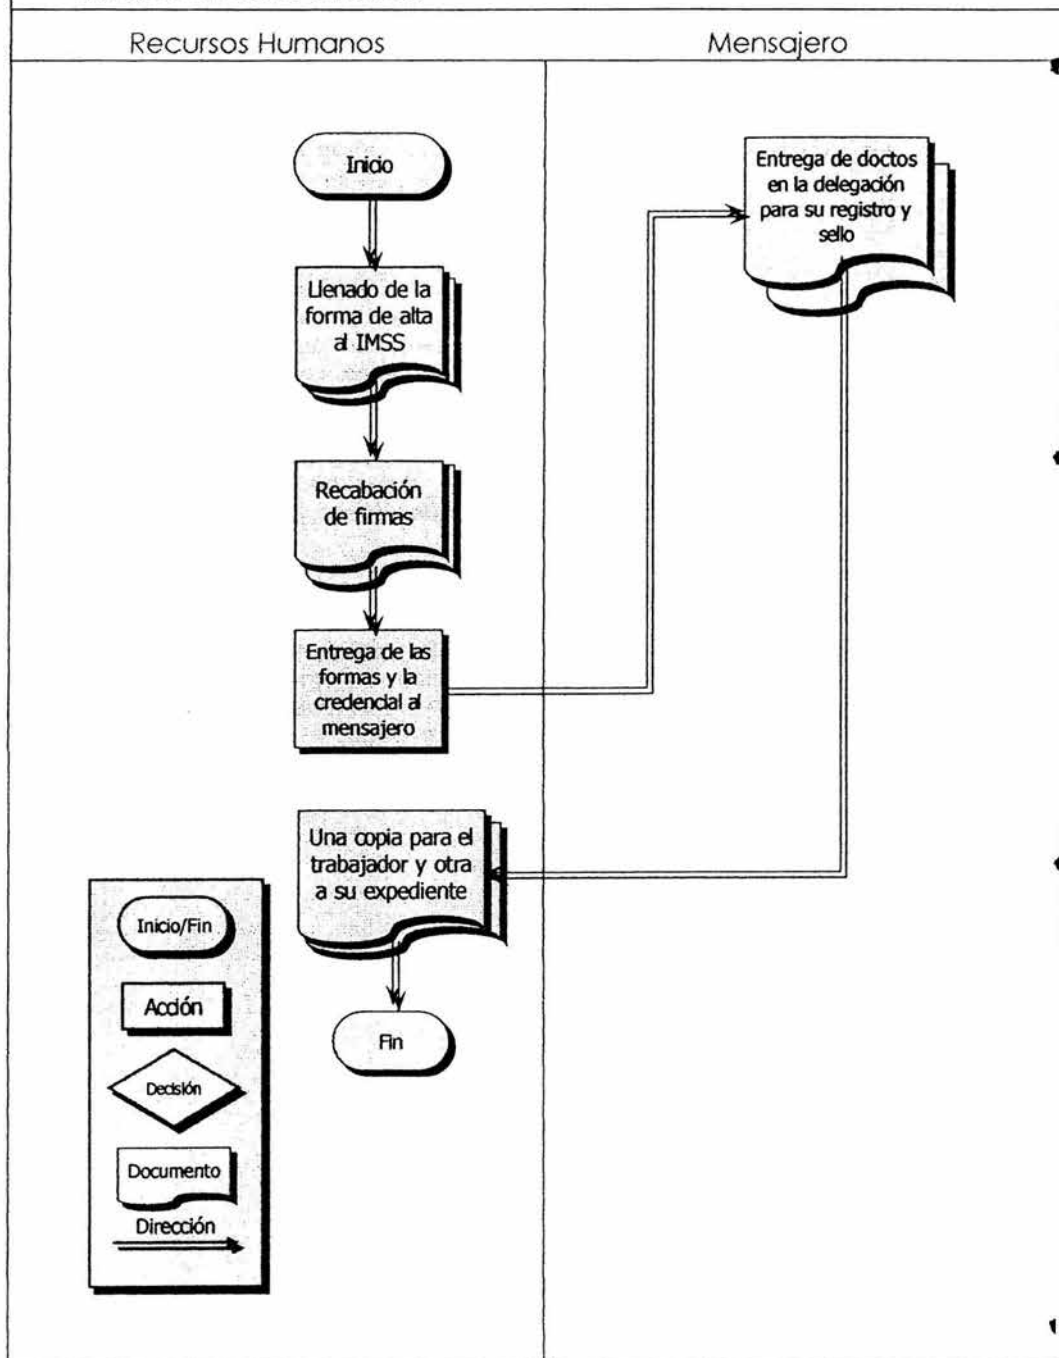 Recursos Humanos
Mensajero
Inicio
Llenado de la
forma de alta
al IMSS
Recabación
de firmas
Entrega de las
formas y la
credencial al
mensajero
Entrega de doctos
en la delegación
para su registro y
sello
Una copia para el
trabajador y otra
a su expediente
Fin
Inicio/Fin
Acción
Decisión
Documento
Dirección